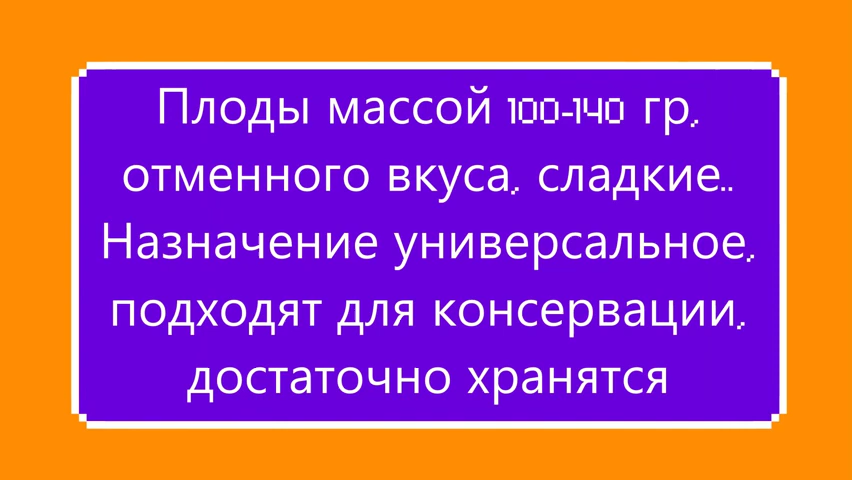 Плоды массой 100-140 гр,
отменного вкуса, сладкие..
Назначение универсальное,
подходят для консервации,
достаточно хранятся